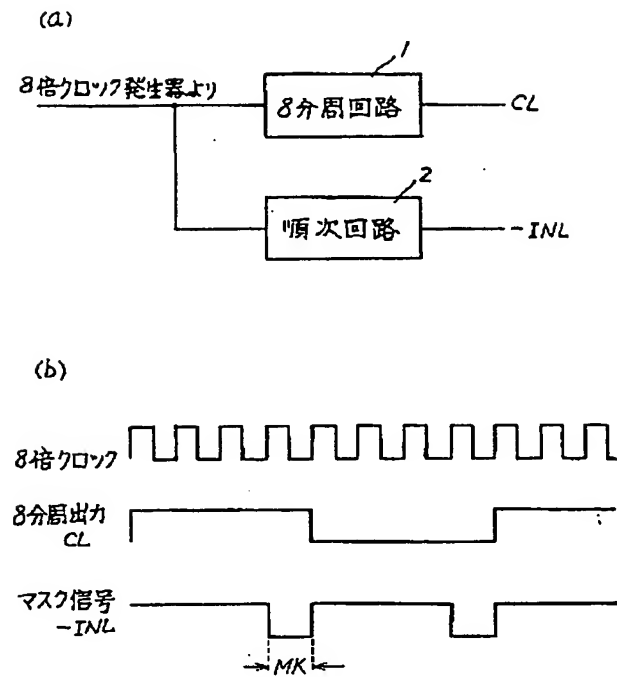 (a)
8倍クロック発生器より
1
8分周回路
CL
2
順次回路
-INL
(b)
8倍クロック
8分周出力
CL
マスク信号
-INL
MK